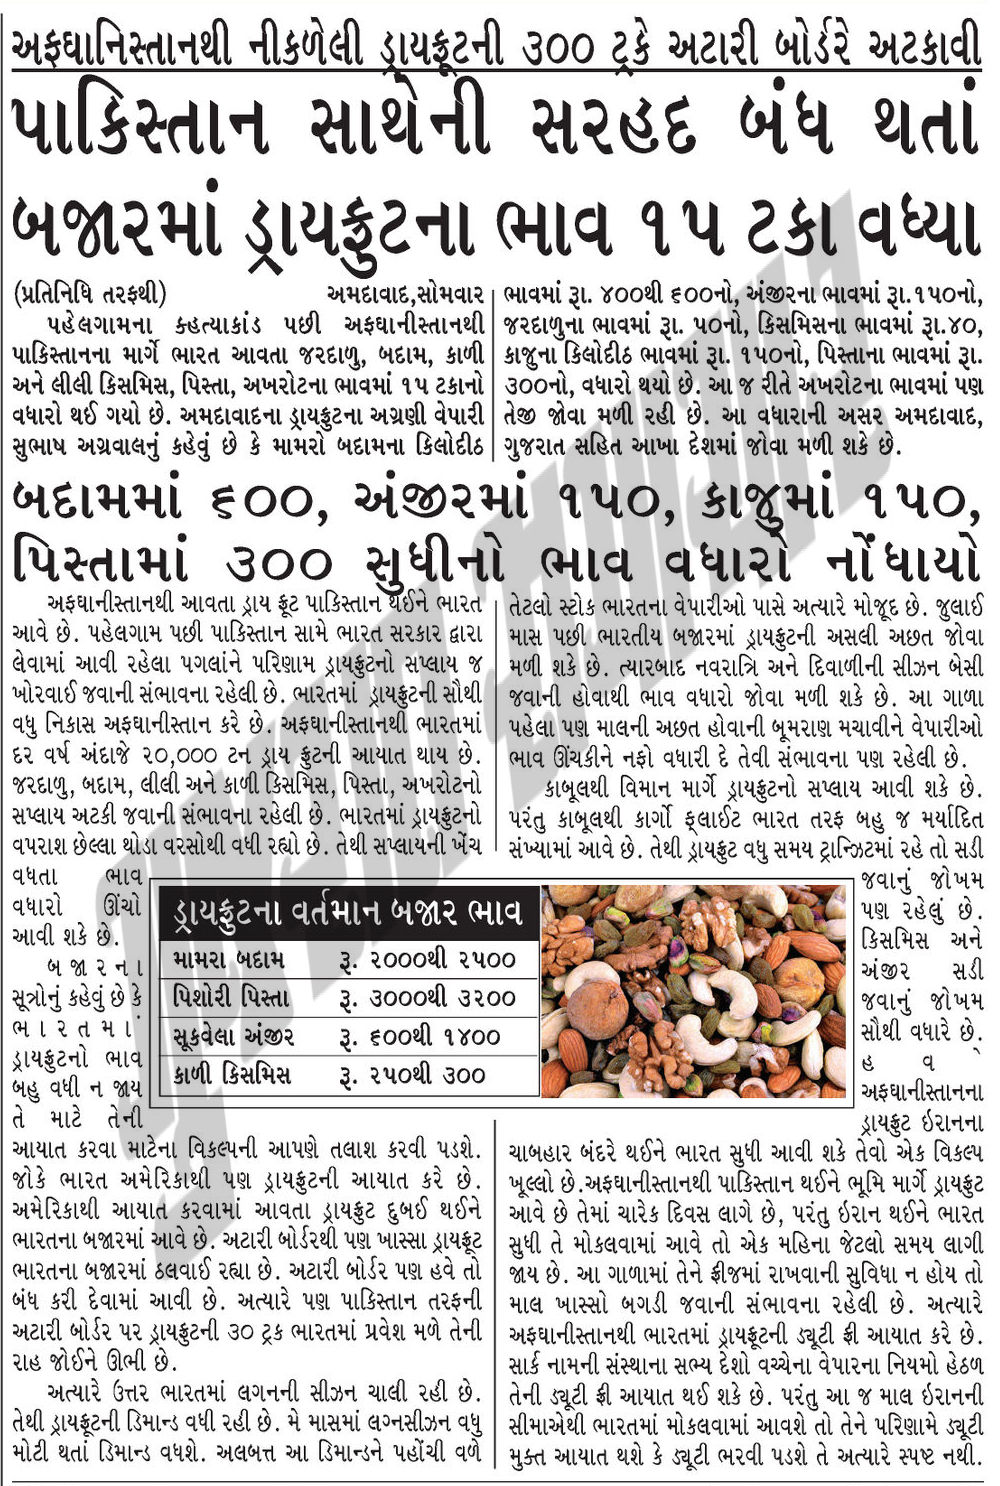 અફઘાનિસ્તાનથી નીકળેલી ડ્રાયફ્રૂટની ૩૦૦ ટ્રકે અટારી બોર્ડરે અટકાવી
પાકિસ્તાન સાથેની સરહદ બંધ થતાં
બજારમાં ડ્રાયફ્રુટના ભાવ ૧૫ ટકા વધ્યા
(પ્રતિનિધિ તરફથી) અમદાવાદ,સોમવાર
પહેલગામના ક્હત્યાકાંડ પછી અફઘાનીસ્તાનથી
પાકિસ્તાનના માર્ગે ભારત આવતા જરદાળુ, બદામ, કાળી
અને લીલી કિસમિસ, પિસ્તા, અખરોટના ભાવમાં ૧૫ ટકાનો
વધારો થઈ ગયો છે. અમદાવાદના ડ્રાયફ્રુટના અગ્રણી વેપારી
સુભાષ અગ્રવાલનું કહેવું છે કે મામરો બદામના કિલોદીઠ
ભાવમાં રૂા. ૪૦૦થી ૬૦૦નો, અંજીરના ભાવમાં રૂા.૧૫૦નો,
જરદાળુના ભાવમાં રૂા. ૫૦નો, કિસમિસના ભાવમાં રૂા.૪૦,
કાજુના કિલોદીઠ ભાવમાં રૂા. ૧૫૦નો, પિસ્તાના ભાવમાં રૂા.
૩૦૦નો, વધારો થયો છે. આ જ રીતે અખરોટના ભાવમાં પણ
તેજી જોવા મળી રહી છે. આ વધારાની અસર અમદાવાદ,
ગુજરાત સહિત આખા દેશમાં જોવા મળી શકે છે.
બદામમાં ૬૦૦, અંજીરમાં ૧૫૦, કાજુમાં ૧૫૦,
પિસ્તામાં ૩૦૦ સુધીનો ભાવ વધારો નોંધાયો
અફઘાનીસ્તાનથી આવતા ડ્રાય ફ્રૂટ પાકિસ્તાન થઈને ભારત
આવે છે. પહેલગામ પછી પાકિસ્તાન સામે ભારત સરકાર દ્વારા
લેવામાં આવી રહેલા પગલાંને પરિણામ ડ્રાયફ્રુટનો સપ્લાય જ
ખોરવાઈ જવાની સંભાવના રહેલી છે. ભારતમાં ડ્રાયફ્રુટની સૌથી
વધુ નિકાસ અફઘાનીસ્તાન કરે છે. અફઘાનીસ્તાનથી ભારતમાં
દર વર્ષ અંદાજે ૨૦,૦૦૦ ટન ડ્રાય ફ્રુટની આયાત થાય છે.
જરદાળુ, બદામ, લીલી અને કાળી કિસમિસ, પિસ્તા, અખરોટનો
સપ્લાય અટકી જવાની સંભાવના રહેલી છે. ભારતમાં ડ્રાયફ્રુટનો
વપરાશ છેલ્લા થોડા વરસોથી વધી રહ્યો છે. તેથી સપ્લાયની ખેંચ
વધતા ભાવ
વધારો ઊંચો
આવી શકે છે.
બજારના
સૂત્રોનું કહેવું છે કે
ભારતમાં
ડ્રાયફ્રુટનો ભાવ
બહુ વધી ન જાય
તે માટે તેની
આયાત કરવા માટેના વિકલ્પની આપણે તલાશ કરવી પડશે.
જોકે ભારત અમેરિકાથી પણ ડ્રાયફ્રુટની આયાત કરે છે.
અમેરિકાથી આયાત કરવામાં આવતા ડ્રાયફ્રુટ દુબઈ થઈને
ભારતના બજારમાં આવે છે. અટારી બોર્ડરથી પણ ખાસ્સા ડ્રાયફ્રૂટ
ભારતના બજારમાં ઠલવાઈ રહ્યા છે. અટારી બોર્ડર પણ હવે તો
બંધ કરી દેવામાં આવી છે. અત્યારે પણ પાકિસ્તાન તરફની
અટારી બોર્ડર પર ડ્રાયફ્રુટની ૩૦ ટ્રક ભારતમાં પ્રવેશ મળે તેની
રાહ જોઈને ઊભી છે.
અત્યારે ઉત્તર ભારતમાં લગનની સીઝન ચાલી રહી છે.
તેથી ડ્રાયફ્રૂટની ડિમાન્ડ વધી રહી છે. મે માસમાં લગ્નસીઝન વધુ
મોટી થતાં ડિમાન્ડ વધશે. અલબત્ત આ ડિમાન્ડને પહોંચી વળે
તેટલો સ્ટોક ભારતના વેપારીઓ પાસે અત્યારે મોજૂદ છે. જુલાઈ
માસ પછી ભારતીય બજારમાં ડ્રાયફ્રુટની અસલી અછત જોવા
મળી શકે છે. ત્યારબાદ નવરાત્રિ અને દિવાળીની સીઝન બેસી
જવાની હોવાથી ભાવ વધારો જોવા મળી શકે છે. આ ગાળા
પહેલા પણ માલની અછત હોવાની બૂમરાણ મચાવીને વેપારીઓ
ભાવ ઊંચકીને નફો વધારી દે તેવી સંભાવના પણ રહેલી છે.
કાબૂલથી વિમાન માર્ગે ડ્રાયફ્રુટનો સપ્લાય આવી શકે છે.
પરંતુ કાબૂલથી કાર્ગો ફ્લાઈટ ભારત તરફ બહુ જ મર્યાદિત
સંખ્યામાં આવે છે. તેથી ડ્રાયફ્રુટ વધુ સમય ટ્રાન્ઝિટમાં રહે તો સડી
જવાનું જોખમ
પણ રહેલું છે.
કિસમિસ અને
અંજીર સડી
જવાનું જોખમ
સૌથી વધારે છે.
હવે
અફઘાનીસ્તાનના
ડ્રાયફ્રુટ ઇરાનના
ચાબહાર બંદરે થઈને ભારત સુધી આવી શકે તેવો એક વિકલ્પ
ખૂલ્લો છે.અફઘાનીસ્તાનથી પાકિસ્તાન થઈને ભૂમિ માર્ગે ડ્રાયફ્રુટ
આવે છે તેમાં ચારેક દિવસ લાગે છે, પરંતુ ઇરાન થઈને ભારત
સુધી તે મોકલવામાં આવે તો એક મહિના જેટલો સમય લાગી
જાય છે. આ ગાળામાં તેને ફ્રીજમાં રાખવાની સુવિધા ન હોય તો
માલ ખાસ્સો બગડી જવાની સંભાવના રહેલી છે. અત્યારે
અફઘાનીસ્તાનથી ભારતમાં ડ્રાયફ્રુટની ડ્યૂટી ફ્રી આયાત કરે છે.
સાર્ક નામની સંસ્થાના સભ્ય દેશો વચ્ચેના વેપારના નિયમો હેઠળ
તેની ડ્યૂટી ફ્રી આયાત થઈ શકે છે. પરંતુ આ જ માલ ઇરાનની
સીમાએથી ભારતમાં મોકલવામાં આવશે તો તેને પરિણામે ડ્યૂટી
મુક્ત આયાત થશે કે ડ્યૂટી ભરવી પડશે તે અત્યારે સ્પષ્ટ નથી.
ડ્રાયફ્રુટના વર્તમાન બજાર ભાવ
મામરા બદામ રૂ. ૨૦૦૦થી ૨૫૦૦
પિશોરી પિસ્તા રૂ. ૩૦૦૦થી ૩૨૦૦
સૂકવેલા અંજીર રૂ. ૬૦૦થી ૧૪૦૦
કાળી કિસમિસ રૂ. ૨૫૦થી ૩૦૦
ગુજરાત સમાચાર